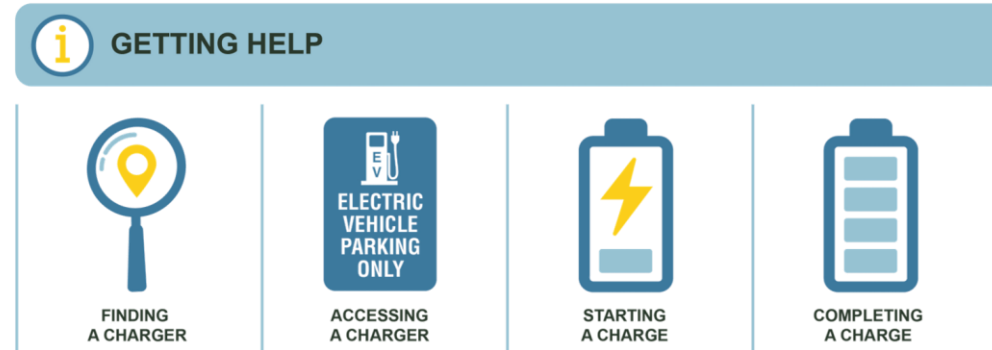 i GETTING HELP
E
V
ELECTRIC
VEHICLE
PARKING
ONLY
FINDING
A CHARGER
ACCESSING
A CHARGER
STARTING
A CHARGE
COMPLETING
A CHARGE